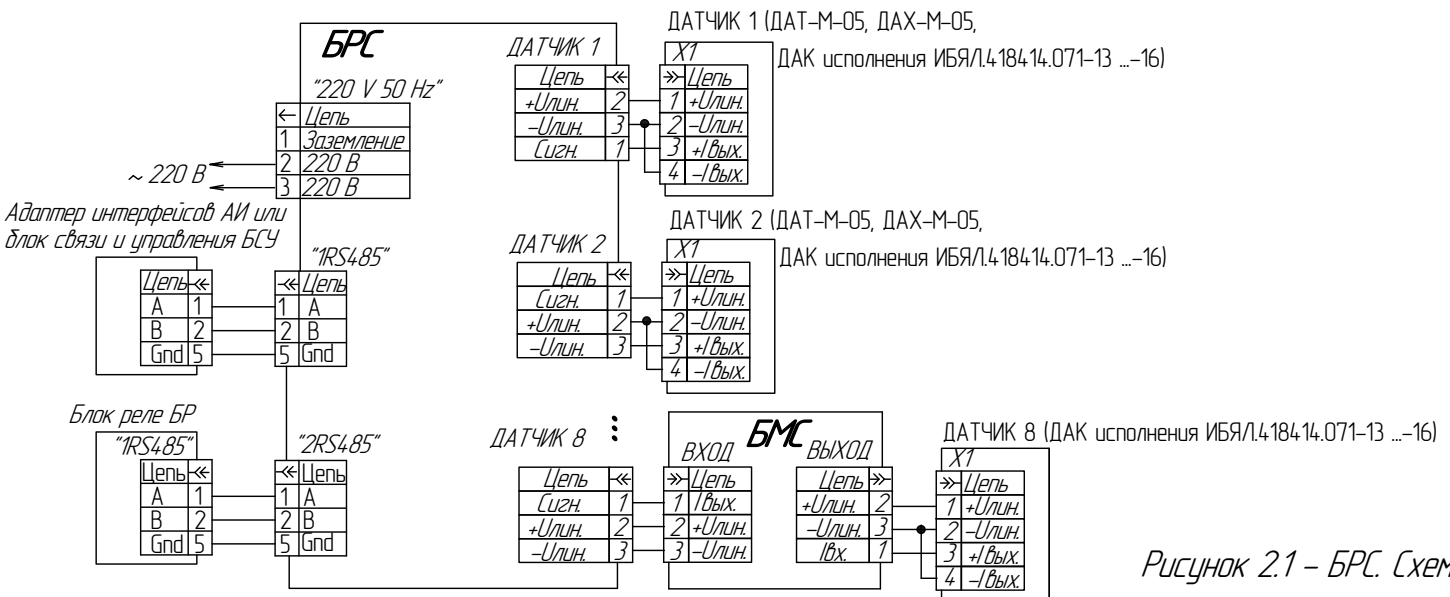 БРС
"220 V 50 Hz"
← Цепь
1 Заземление
2 220 В
3 220 В
~ 220 В
Адаптер интерфейсов АИ или
блок связи и управления БСУ
Цепь
А 1
В 2
Gnd 5
"1RS485"
Цепь
1 А
2 В
5 Gnd
Блок реле БР
"1RS485"
Цепь
А 1
В 2
Gnd 5
"2RS485"
Цепь
1 А
2 В
5 Gnd
ДАТЧИК 1
Цепь
+Uлин. 2
-Uлин. 3
Сигн. 1
ДАТЧИК 1 (ДАТ-М-05, ДАХ-М-05,
ДАК исполнения ИБЯЛ.418414.071-13 ...-16)
X1
Цепь
1 +Uлин.
2 -Uлин.
3 +Iвых.
4 -Iвых.
ДАТЧИК 2
Цепь
Сигн. 1
+Uлин. 2
-Uлин. 3
ДАТЧИК 2 (ДАТ-М-05, ДАХ-М-05,
ДАК исполнения ИБЯЛ.418414.071-13 ...-16)
X1
Цепь
1 +Uлин.
2 -Uлин.
3 +Iвых.
4 -Iвых.
ДАТЧИК 8
Цепь
Сигн. 1
+Uлин. 2
-Uлин. 3
БМС
ВХОД
Цепь
1 Iвых.
2 +Uлин.
3 -Uлин.
ВЫХОД
Цепь
+Uлин. 2
-Uлин. 3
Iвх. 1
ДАТЧИК 8 (ДАК исполнения ИБЯЛ.418414.071-13 ...-16)
X1
Цепь
1 +Uлин.
2 -Uлин.
3 +Iвых.
4 -Iвых.
Рисунок 2.1 – БРС. Схем